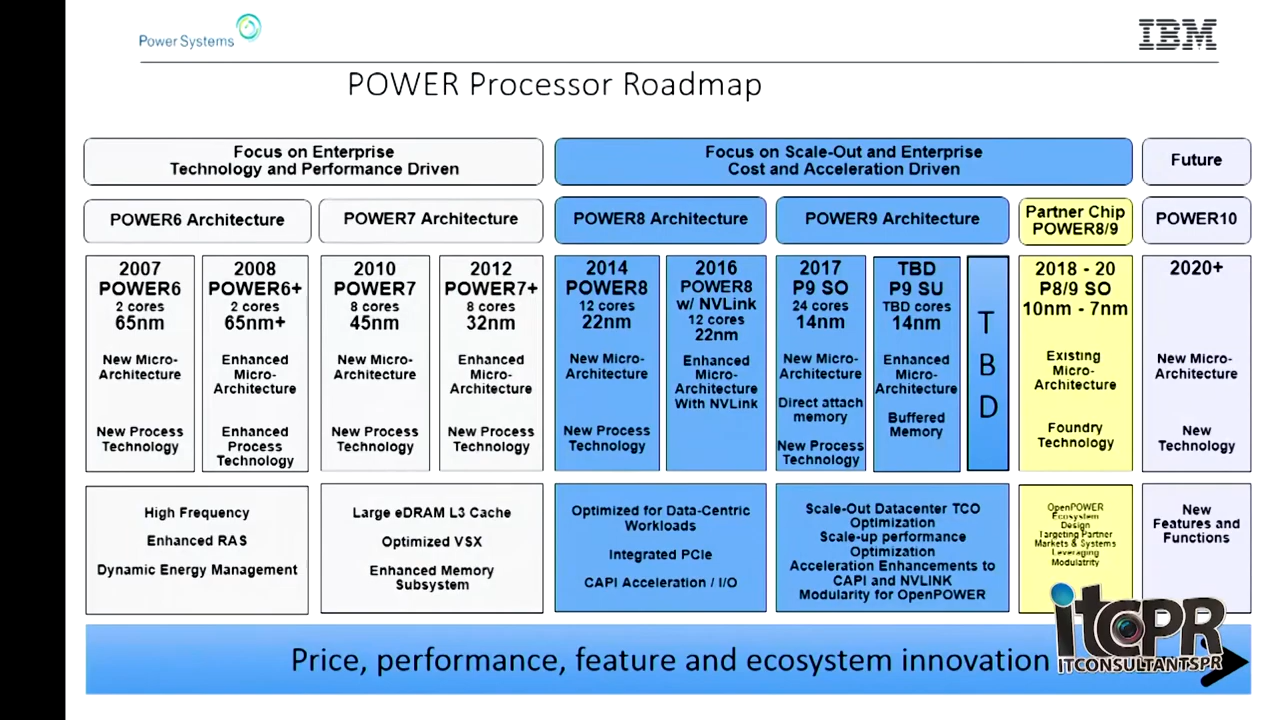 Power Systems
IBM
POWER Processor Roadmap
Focus on Enterprise
Technology and Performance Driven
Focus on Scale-Out and Enterprise
Cost and Acceleration Driven
Future
POWER6 Architecture
POWER7 Architecture
POWER8 Architecture
POWER9 Architecture
Partner Chip
POWER8/9
POWER10
2007
POWER6
2 cores
65nm
New Micro-
Architecture
New Process
Technology
2008
POWER6+
2 cores
65nm+
Enhanced
Micro-
Architecture
Enhanced
Process
Technology
2010
POWER7
8 cores
45nm
New Micro-
Architecture
New Process
Technology
2012
POWER7+
8 cores
32nm
Enhanced
Micro-
Architecture
New Process
Technology
2014
POWER8
12 cores
22nm
New Micro-
Architecture
New Process
Technology
2016
POWER8
w/ NVLink
12 cores
22nm
Enhanced
Micro-
Architecture
With NVLink
2017
P9 SO
24 cores
14nm
New Micro-
Architecture
Direct attach
memory
New Process
Technology
TBD
P9 SU
TBD cores
14nm
Enhanced
Micro-
Architecture
Buffered
Memory
T
B
D
2018 - 20
P8/9 SO
10nm - 7nm
Existing
Micro-
Architecture
Foundry
Technology
2020+
New Micro-
Architecture
New
Technology
High Frequency
Enhanced RAS
Dynamic Energy Management
Large eDRAM L3 Cache
Optimized VSX
Enhanced Memory
Subsystem
Optimized for Data-Centric
Workloads
Integrated PCIe
CAPI Acceleration / I/O
Scale-Out Datacenter TCO
Optimization
Scale-up performance
Optimization
Acceleration Enhancements to
CAPI and NVLINK
Modularity for OpenPOWER
OpenPOWER
Ecosystem
Design
Targeting Partner
Markets & Systems
Leveraging
Modulatrity
New
Features and
Functions
Price, performance, feature and ecosystem innovation
itCPR
ITCONSULTANTSPR